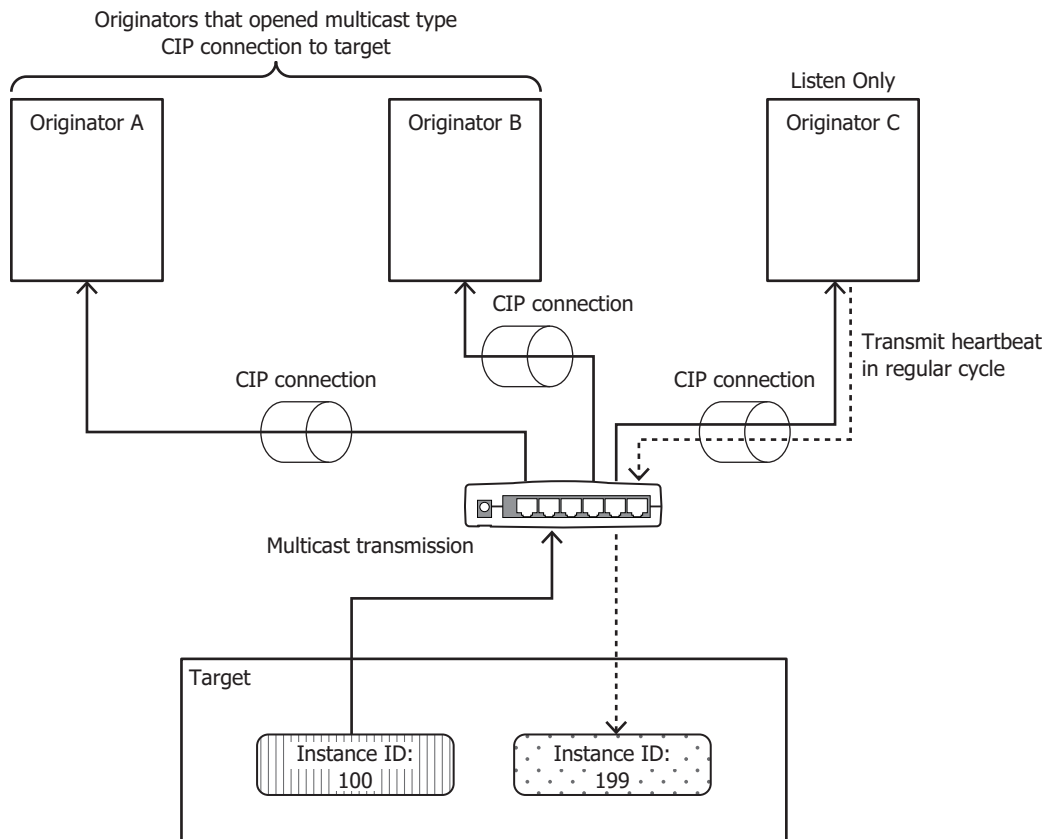 Originators that opened multicast type
CIP connection to target
Listen Only
Originator A
Originator B
Originator C
CIP connection
Transmit heartbeat
in regular cycle
CIP connection
CIP connection
Multicast transmission
Target
Instance ID:
100
Instance ID:
199